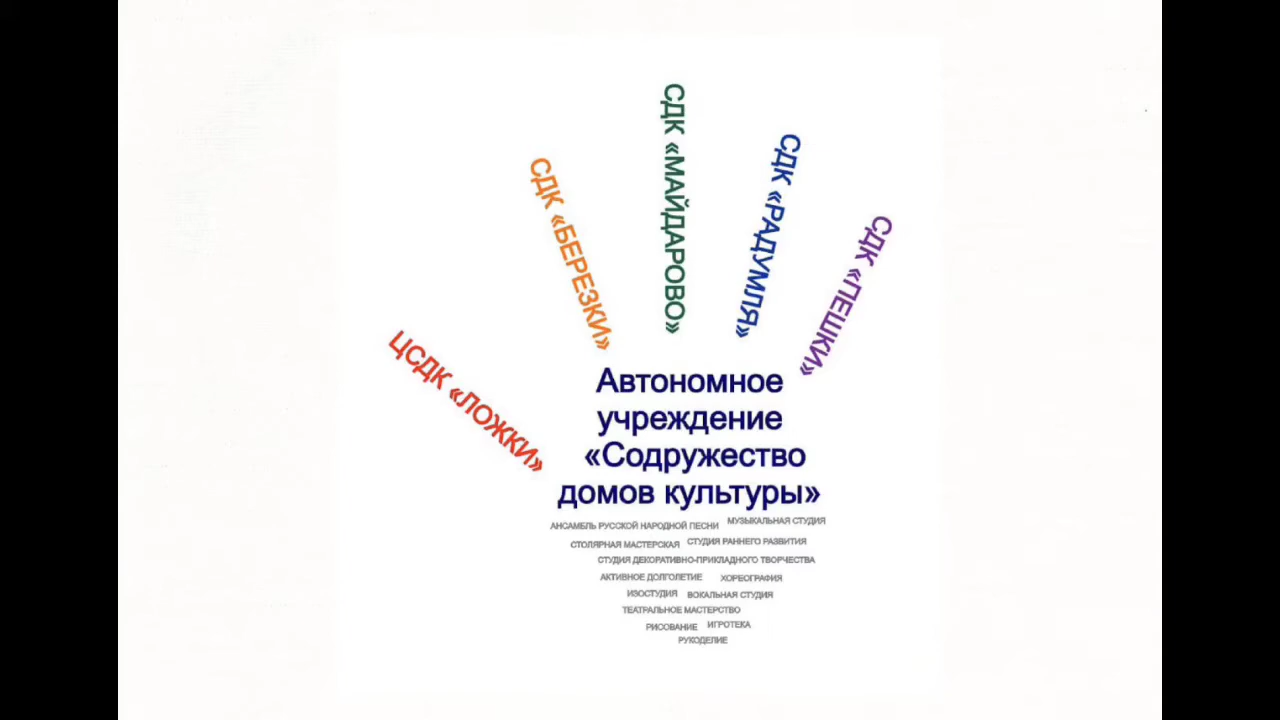 ЦСДК «ЛОЖКИ»
СДК «БЕРЕЗКИ»
СДК «МАЙДАРОВО»
СДК «РАДУМЛЯ»
СДК «ПЕШКИ»
Автономное
учреждение
«Содружество
домов культуры»
АНСАМБЛЬ РУССКОЙ НАРОДНОЙ ПЕСНИ МУЗЫКАЛЬНАЯ СТУДИЯ
СТОЛЯРНАЯ МАСТЕРСКАЯ СТУДИЯ РАННЕГО РАЗВИТИЯ
СТУДИЯ ДЕКОРАТИВНО-ПРИКЛАДНОГО ТВОРЧЕСТВА
АКТИВНОЕ ДОЛГОЛЕТИЕ ХОРЕОГРАФИЯ
ИЗОСТУДИЯ ВОКАЛЬНАЯ СТУДИЯ
ТЕАТРАЛЬНОЕ МАСТЕРСТВО
РИСОВАНИЕ ИГРОТЕКА
РУКОДЕЛИЕ